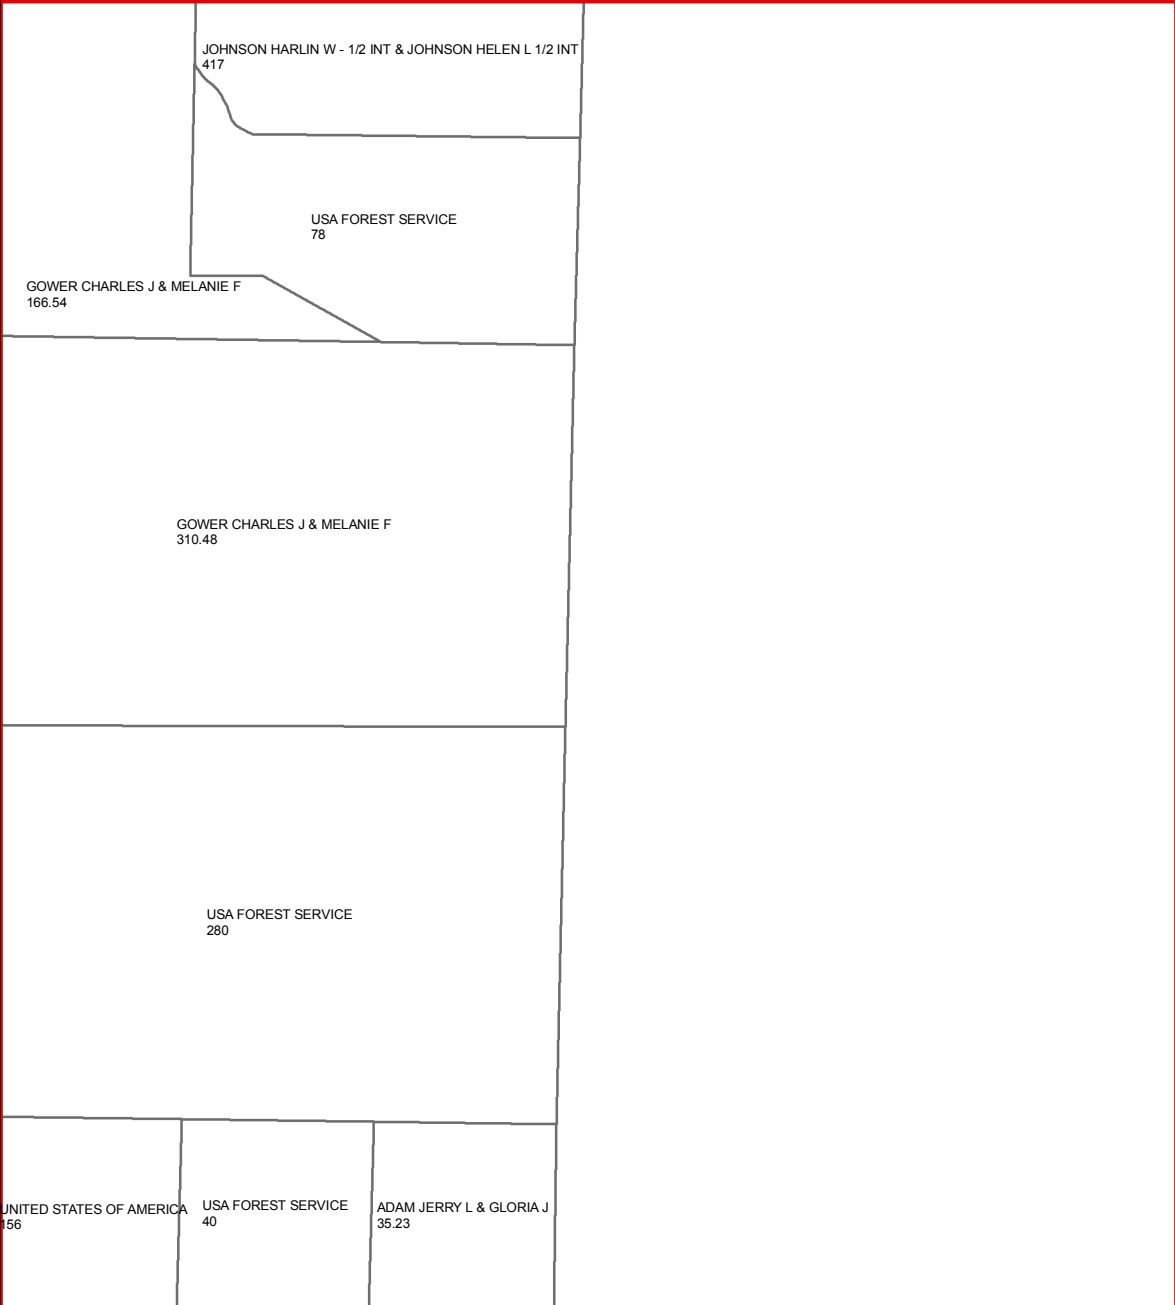 JOHNSON HARLIN W - 1/2 INT & JOHNSON HELEN L 1/2 INT
417
USA FOREST SERVICE
78
GOWER CHARLES J & MELANIE F
166.54
GOWER CHARLES J & MELANIE F
310.48
USA FOREST SERVICE
280
UNITED STATES OF AMERICA
156
USA FOREST SERVICE
40
ADAM JERRY L & GLORIA J
35.23